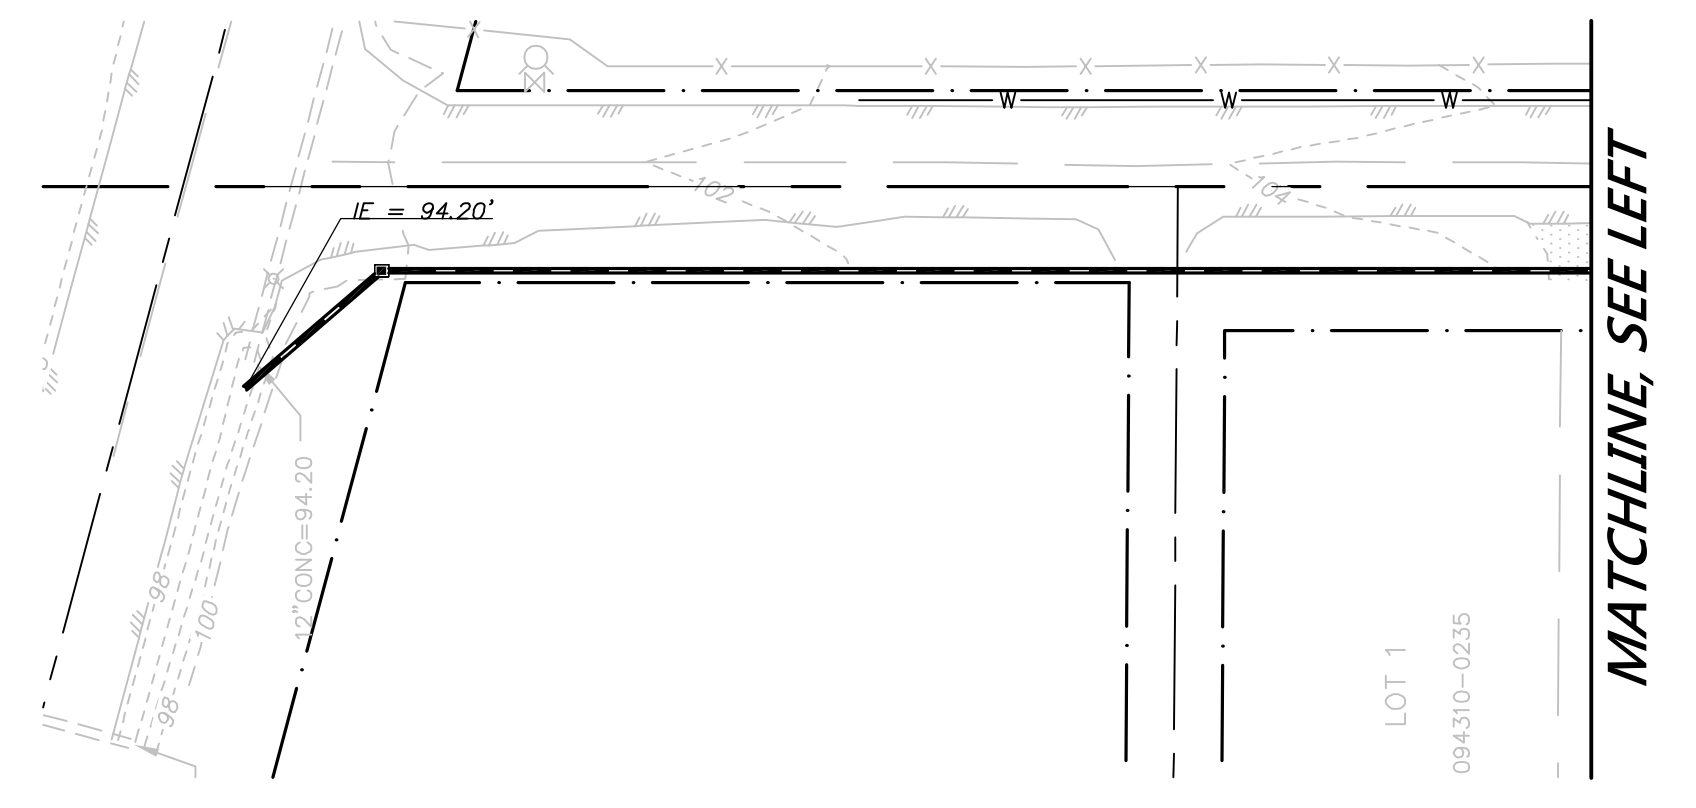 W W W
102
104
IE = 94.20'
MATCHLINE, SEE LEFT
12"CONC=94.20
98
100
98
LOT 1
094310-0235